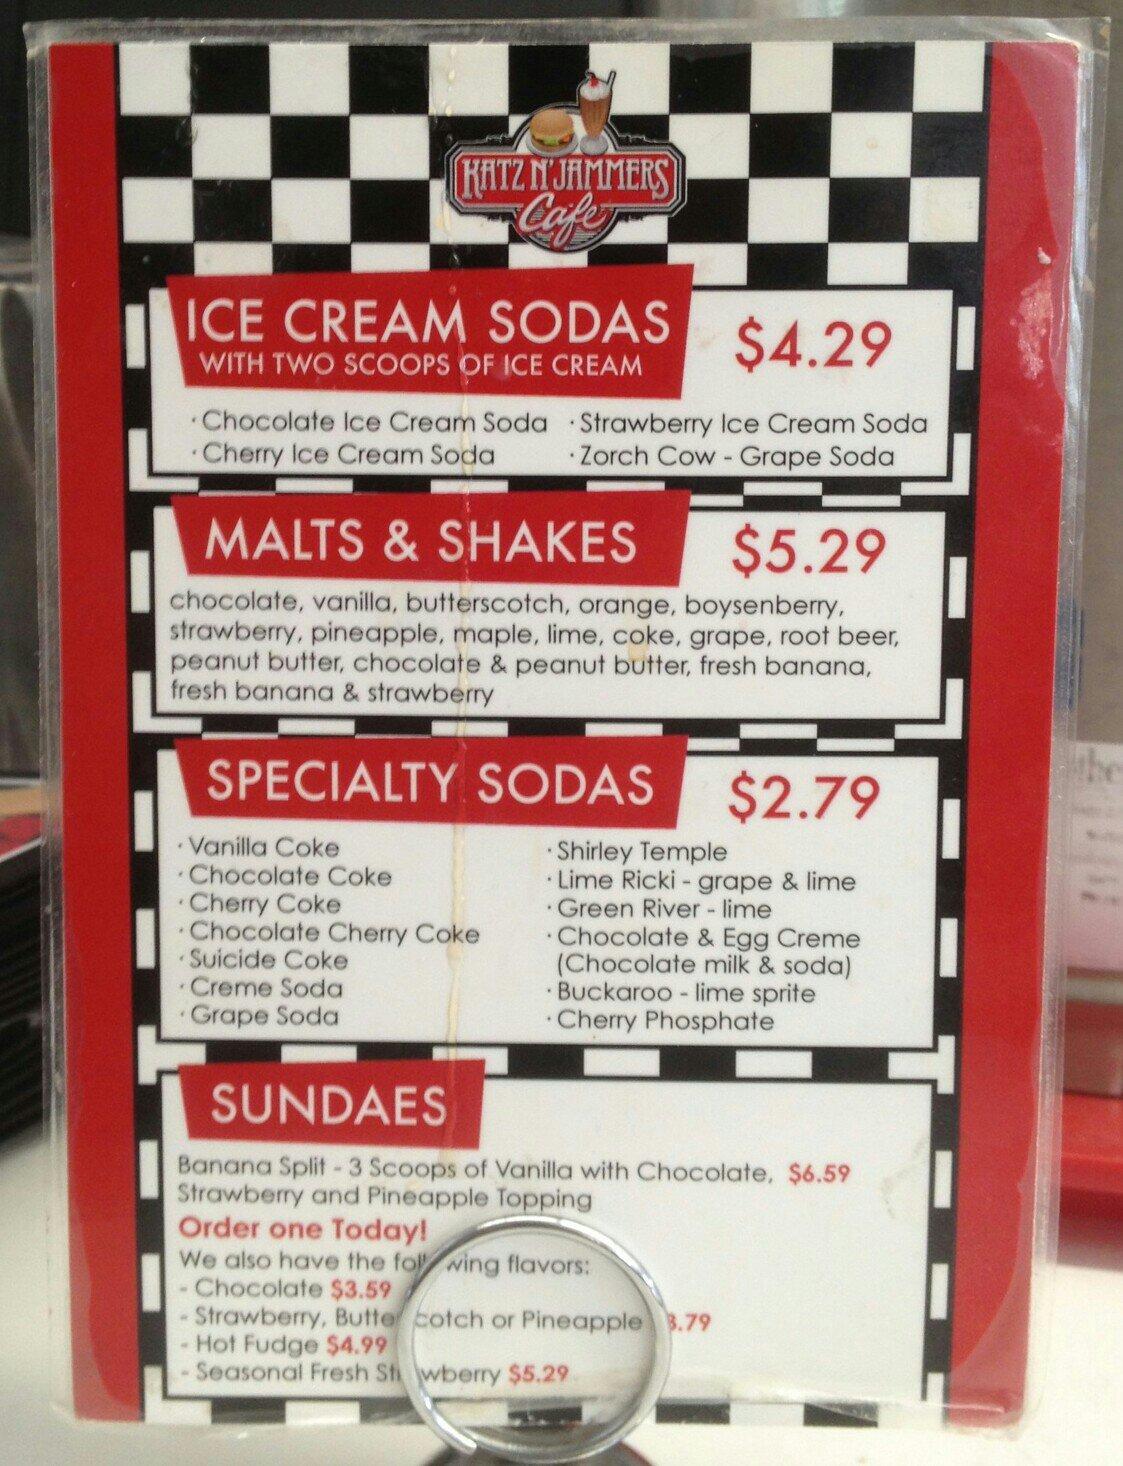 KATZ N'JAMMERS
Cafe
ICE CREAM SODAS
WITH TWO SCOOPS OF ICE CREAM
$4.29
· Chocolate Ice Cream Soda · Strawberry Ice Cream Soda
· Cherry Ice Cream Soda · Zorch Cow - Grape Soda
MALTS & SHAKES
$5.29
chocolate, vanilla, butterscotch, orange, boysenberry,
strawberry, pineapple, maple, lime, coke, grape, root beer,
peanut butter, chocolate & peanut butter, fresh banana,
fresh banana & strawberry
SPECIALTY SODAS
$2.79
· Vanilla Coke
· Chocolate Coke
· Cherry Coke
· Chocolate Cherry Coke
· Suicide Coke
· Creme Soda
· Grape Soda
· Shirley Temple
· Lime Ricki - grape & lime
· Green River - lime
· Chocolate & Egg Creme
(Chocolate milk & soda)
· Buckaroo - lime sprite
· Cherry Phosphate
SUNDAES
Banana Split - 3 Scoops of Vanilla with Chocolate, $6.59
Strawberry and Pineapple Topping
Order one Today!
We also have the following flavors:
- Chocolate $3.59
- Strawberry, Butterscotch or Pineapple 3.79
- Hot Fudge $4.99
- Seasonal Fresh Strawberry $5.29